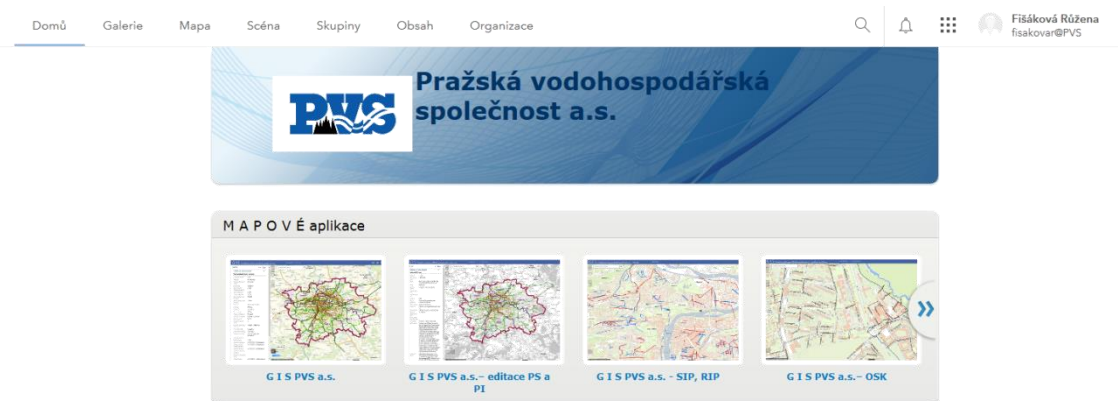 Domů Galerie Mapa Scéna Skupiny Obsah Organizace Fišáková Růžena
fisakovar@PVS
PVS
Pražská vodohospodářská
společnost a.s.
M A P O V É aplikace
G I S PVS a.s.
G I S PVS a.s.– editace PS a
PI
G I S PVS a.s. - SIP, RIP
G I S PVS a.s.– OSK